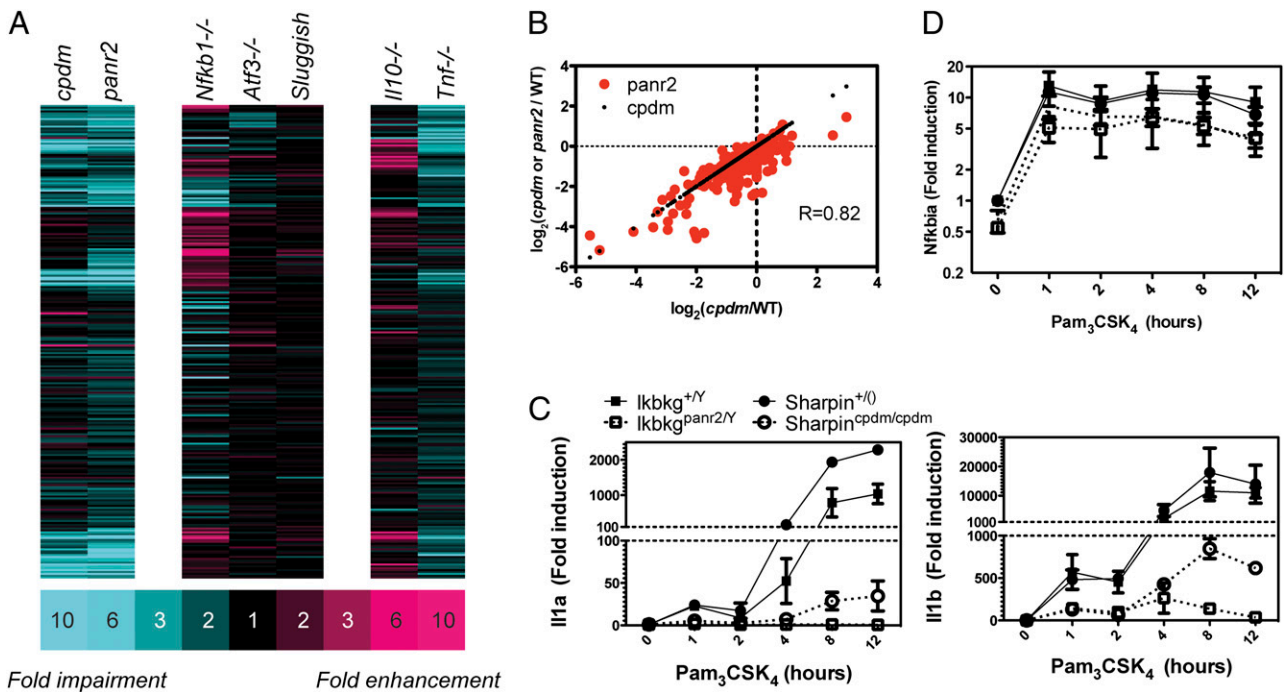 A
cpdm
panr2
Nfkb1-/-
Atf3-/-
Sluggish
Il10-/-
Tnf-/-
10 6 3 2 1 2 3 6 10
Fold impairment
Fold enhancement
B
log2(cpdm or panr2 / WT)
4
2
0
-2
-4
-6
panr2
cpdm
R=0.82
-6 -4 -2 0 2 4
log2(cpdm/WT)
D
Nfkbia (Fold induction)
20
10
5
2
1
0.5
0.2
0 1 2 4 8 12
Pam3CSK4 (hours)
C
Ikbkg+/Y
Sharpin+/()
Ikbkgpanr2/Y
Sharpincpdm/cpdm
Il1a (Fold induction)
2000
1000
100
100
50
0
0 1 2 4 8 12
Pam3CSK4 (hours)
Il1b (Fold induction)
30000
20000
10000
1000
1000
500
0
0 1 2 4 8 12
Pam3CSK4 (hours)